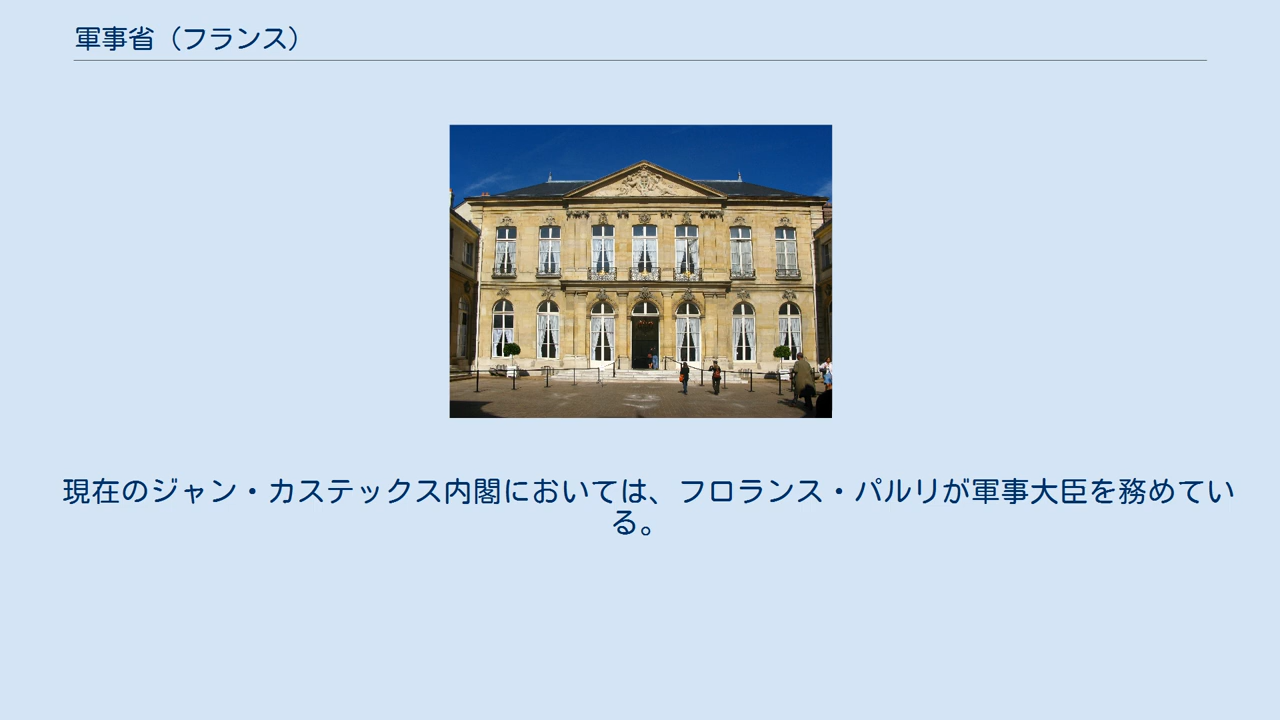 軍事省（フランス）
現在のジャン・カステックス内閣においては、フロランス・パルリが軍事大臣を務めてい
る。